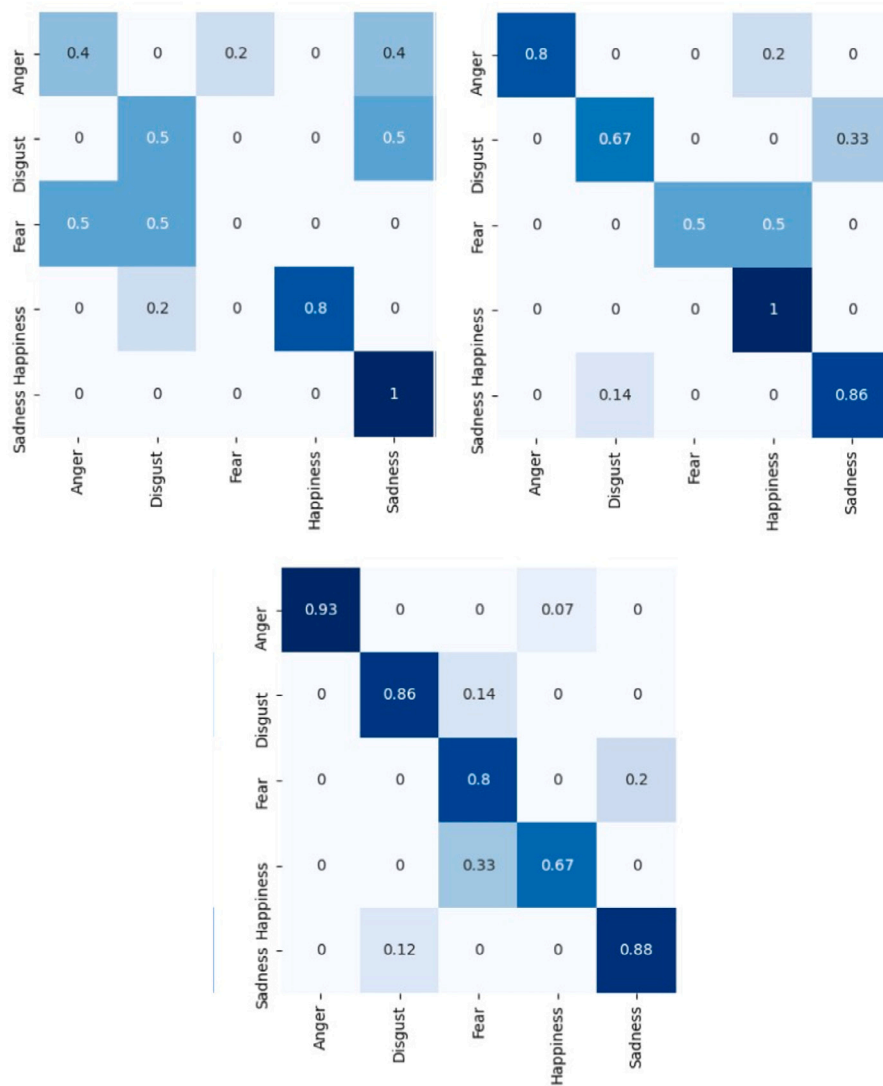 Anger 0.4 0 0.2 0 0.4
Disgust 0 0.5 0 0 0.5
Fear 0.5 0.5 0 0 0
Happiness 0 0.2 0 0.8 0
Sadness 0 0 0 0 1
Anger Disgust Fear Happiness Sadness
Anger 0.8 0 0 0.2 0
Disgust 0 0.67 0 0 0.33
Fear 0 0 0.5 0.5 0
Happiness 0 0 0 1 0
Sadness 0 0.14 0 0 0.86
Anger Disgust Fear Happiness Sadness
Anger 0.93 0 0 0.07 0
Disgust 0 0.86 0.14 0 0
Fear 0 0 0.8 0 0.2
Happiness 0 0 0.33 0.67 0
Sadness 0 0.12 0 0 0.88
Anger Disgust Fear Happiness Sadness